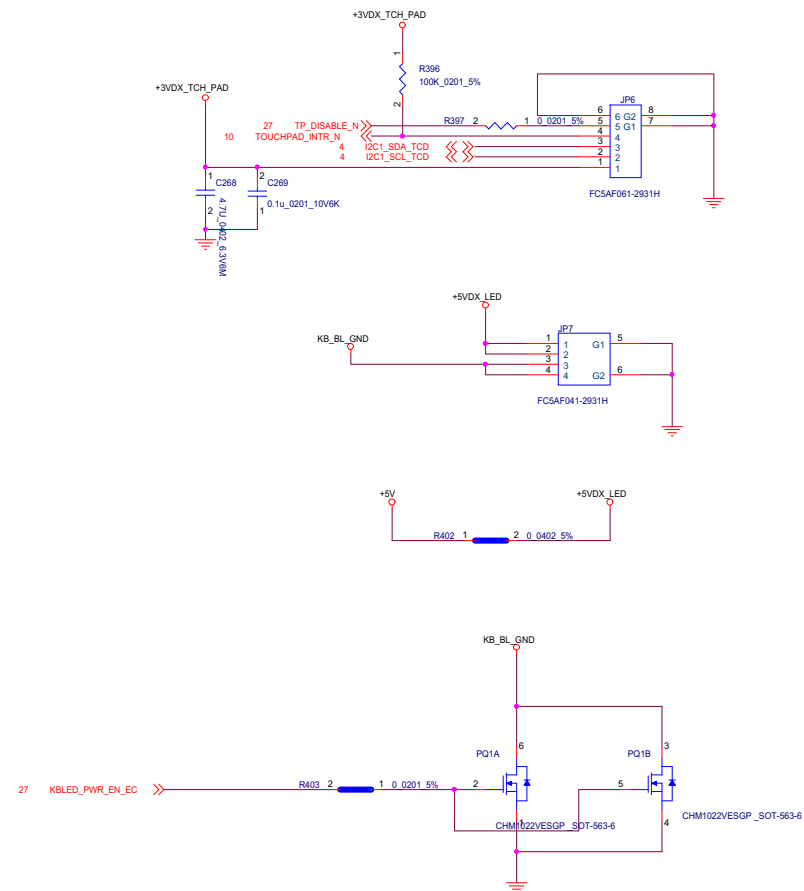 +3VDX_TCH_PAD
1
R396
100K_0201_5%
2
+3VDX_TCH_PAD
27 TP_DISABLE_N
R397 2 1 0_0201_5%
10 TOUCHPAD_INTR_N
4 I2C1_SDA_TCD
4 I2C1_SCL_TCD
JP6
6 6 G2 8
5 5 G1 7
4 4
3 3
2 2
1 1
FC5AF061-2931H
1 C268 2
4.7U_0402_6.3V6M
2 C269 1
0.1u_0201_10V6K
+5VDX_LED
KB_BL_GND
JP7
1 1 G1 5
2 2
3 3
4 4 G2 6
FC5AF041-2931H
+5V
+5VDX_LED
R402 1 2 0_0402_5%
KB_BL_GND
6
3
PQ1A
PQ1B
27 KBLED_PWR_EN_EC
R403 2 1 0_0201_5%
2
5
1
4
CHM1022VESGP_SOT-563-6
CHM1022VESGP_SOT-563-6